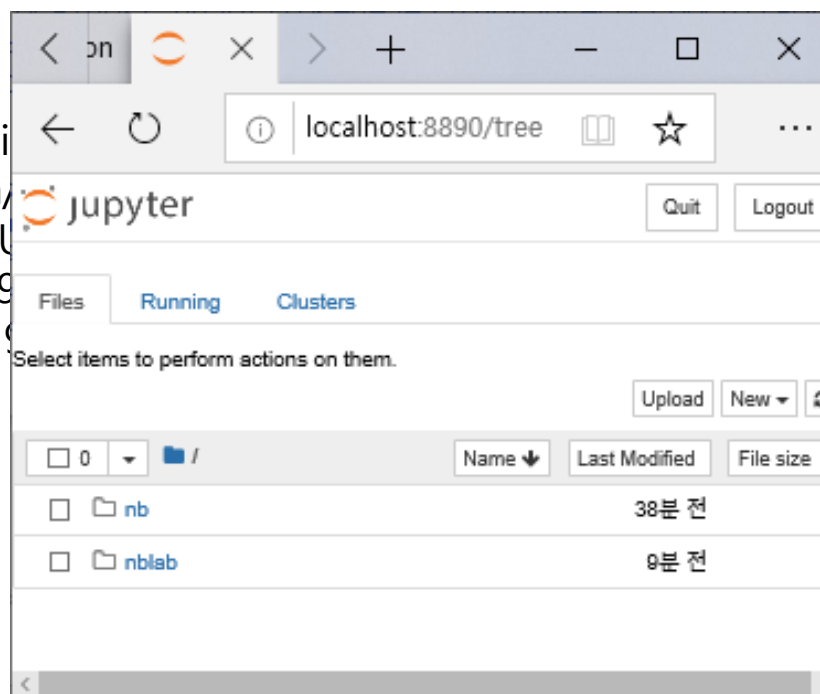 on
localhost:8890/tree
jupyter
Quit Logout
Files Running Clusters
Select items to perform actions on them.
Upload New
0 / Name Last Modified File size
nb 38분 전
nblab 9분 전